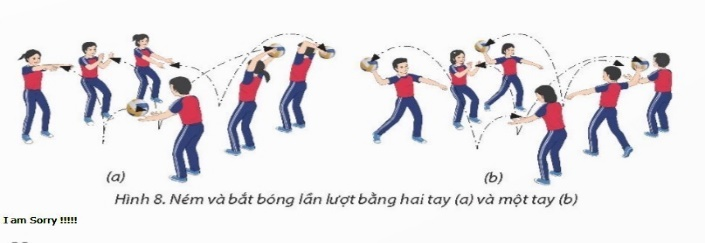 (a) (b)
Hình 8. Ném và bắt bóng lần lượt bằng hai tay (a) và một tay (b)
I am Sorry !!!!!